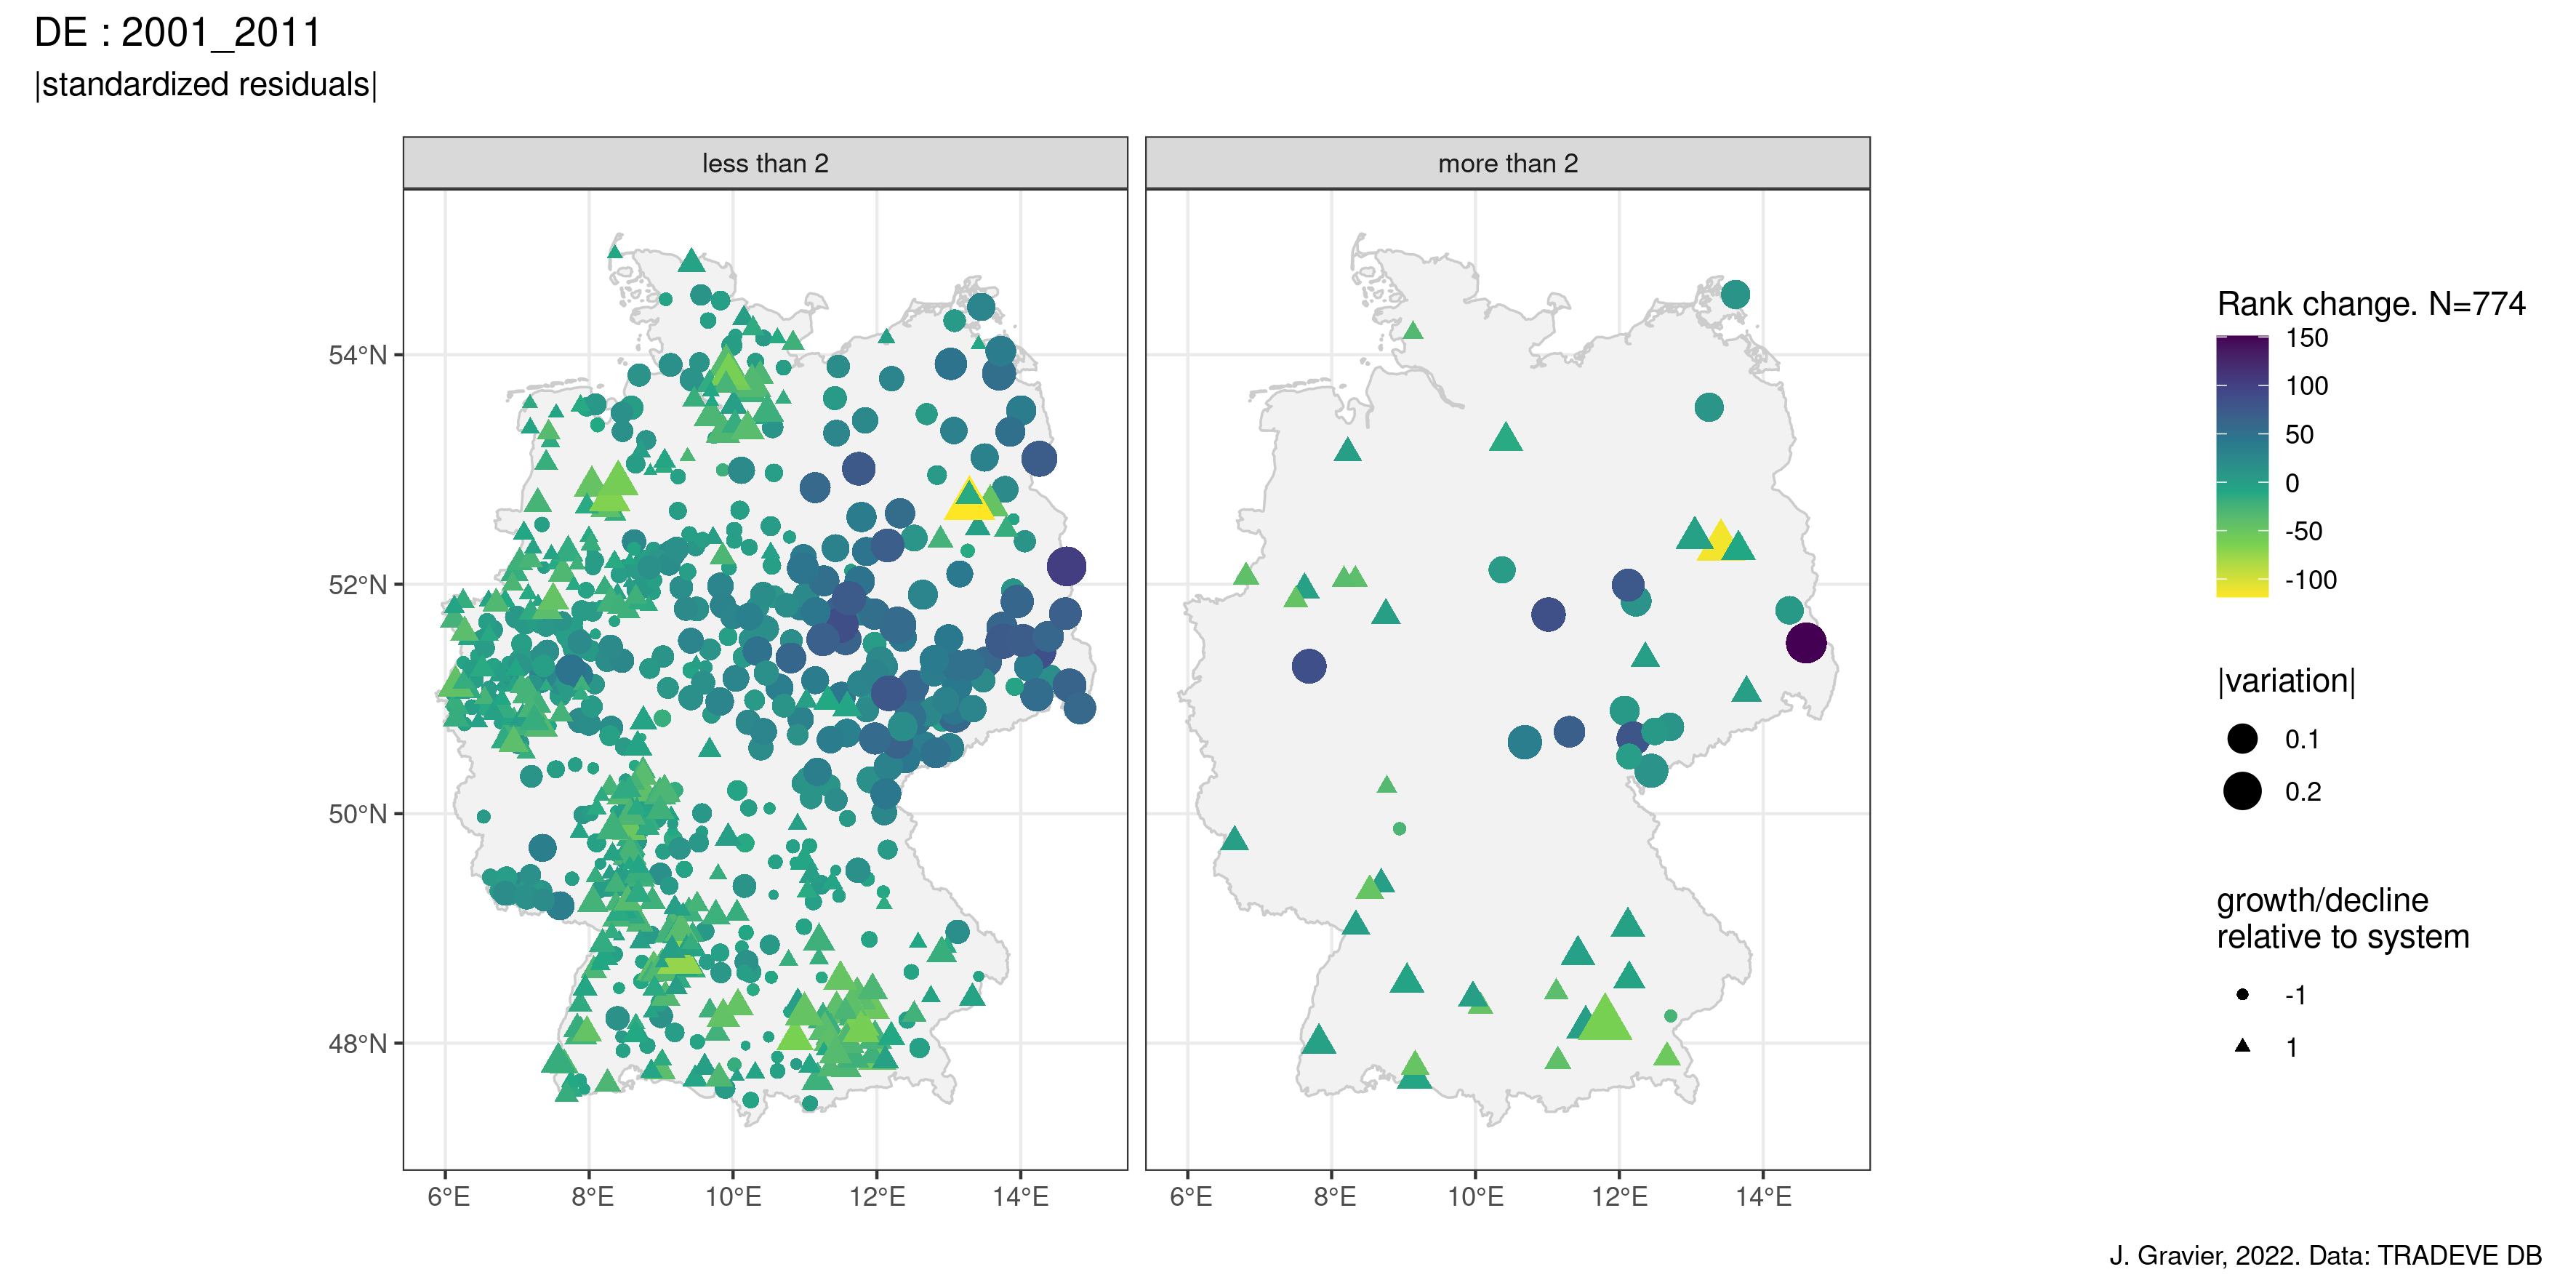 DE : 2001_2011
|standardized residuals|
less than 2
more than 2
54°N
52°N
50°N
48°N
6°E
8°E
10°E
12°E
14°E
6°E
8°E
10°E
12°E
14°E
Rank change. N=774
150
100
50
0
-50
-100
|variation|
0.1
0.2
growth/decline
relative to system
-1
1
J. Gravier, 2022. Data: TRADEVE DB